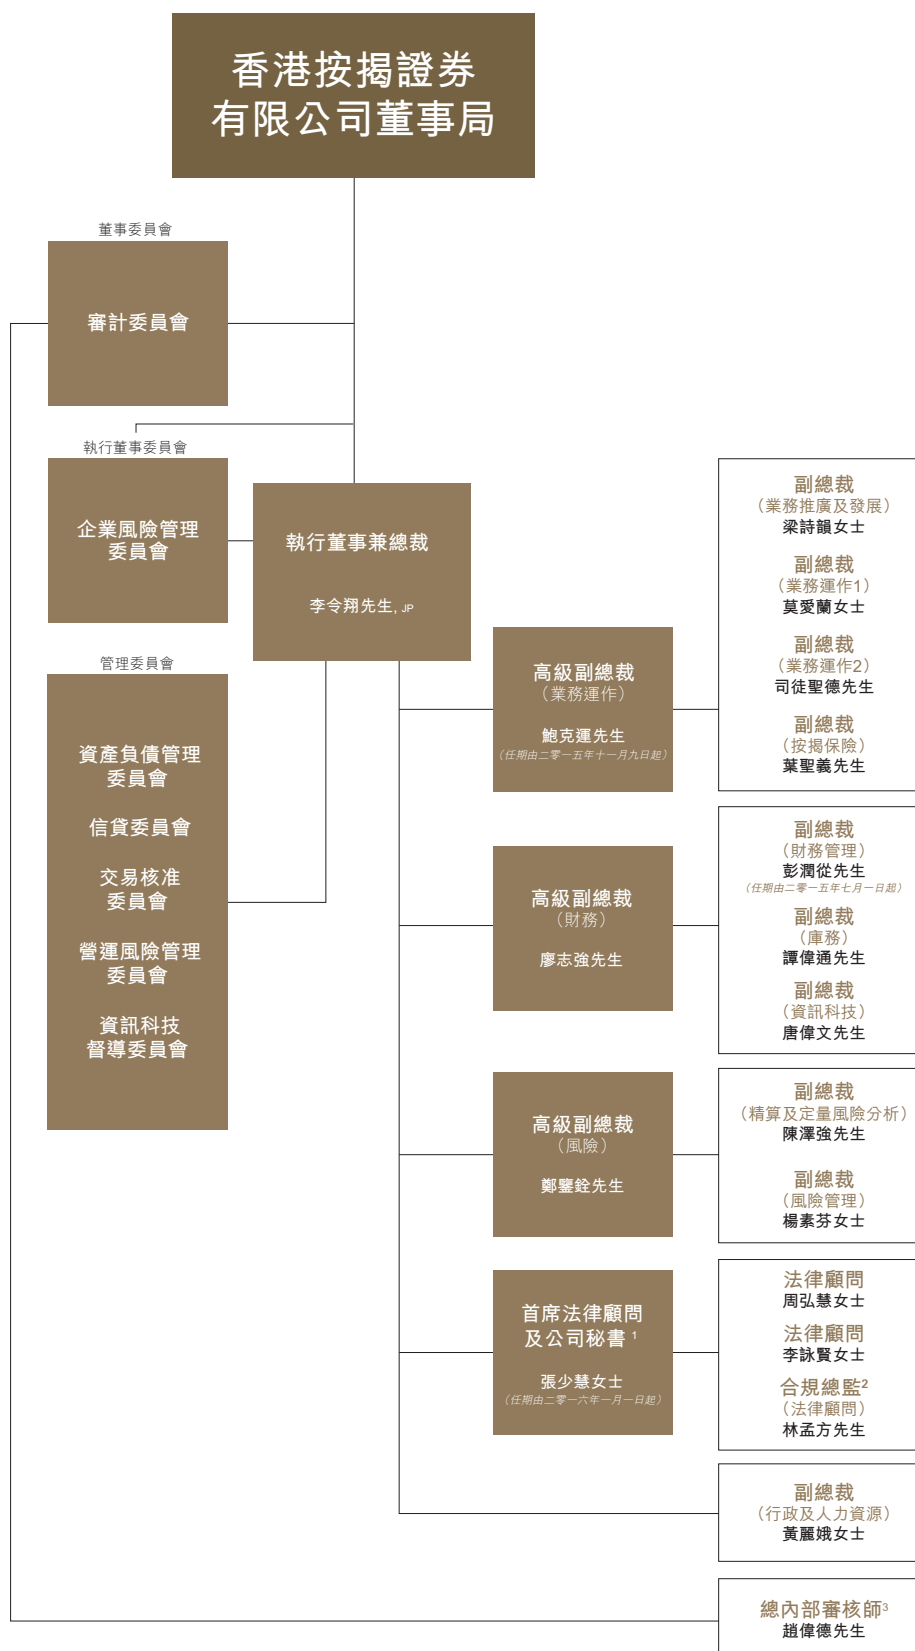 香港按揭證券
有限公司董事局
董事委員會
審計委員會
執行董事委員會
企業風險管理
委員會
執行董事兼總裁
李令翔先生, JP
管理委員會
資產負債管理
委員會
信貸委員會
交易核准
委員會
營運風險管理
委員會
資訊科技
督導委員會
高級副總裁
（業務運作）
鮑克運先生
（任期由二零一五年十一月九日起）
副總裁
（業務推廣及發展）
梁詩韻女士
副總裁
（業務運作1）
莫愛蘭女士
副總裁
（業務運作2）
司徒聖德先生
副總裁
（按揭保險）
葉聖義先生
高級副總裁
（財務）
廖志強先生
副總裁
（財務管理）
彭潤從先生
（任期由二零一五年七月一日起）
副總裁
（庫務）
譚偉通先生
副總裁
（資訊科技）
唐偉文先生
高級副總裁
（風險）
鄭鑒銓先生
副總裁
（精算及定量風險分析）
陳澤強先生
副總裁
（風險管理）
楊素芬女士
首席法律顧問
及公司秘書 1
張少慧女士
（任期由二零一六年一月一日起）
法律顧問
周弘慧女士
法律顧問
李詠賢女士
合規總監2
（法律顧問）
林孟方先生
副總裁
（行政及人力資源）
黃麗娥女士
總內部審核師3
趙偉德先生